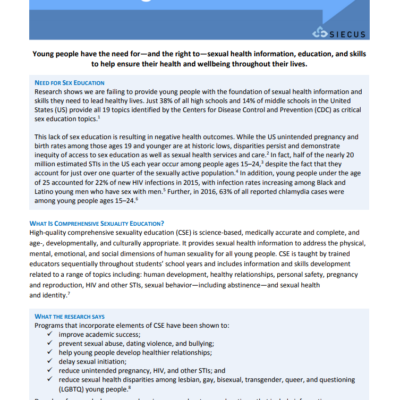 SIECUS
Young people have the need for—and the right to—sexual health information, education, and skills
to help ensure their health and wellbeing throughout their lives.
NEED FOR SEX EDUCATION
Research shows we are failing to provide young people with the foundation of sexual health information and
skills they need to lead healthy lives. Just 38% of all high schools and 14% of middle schools in the United
States (US) provide all 19 topics identified by the Centers for Disease Control and Prevention (CDC) as critical
sex education topics.¹
This lack of sex education is resulting in negative health outcomes. While the US unintended pregnancy and
birth rates among those ages 19 and younger are at historic lows, disparities persist and demonstrate
inequity of access to sex education as well as sexual health services and care.² In fact, half of the nearly 20
million estimated STIs in the US each year occur among people ages 15–24,³ despite the fact that they
account for just over one quarter of the sexually active population.⁴ In addition, young people under the age
of 25 accounted for 22% of new HIV infections in 2015, with infection rates increasing among Black and
Latino young men who have sex with men.⁵ Further, in 2016, 63% of all reported chlamydia cases were
among young people ages 15–24.⁶
WHAT IS COMPREHENSIVE SEXUALITY EDUCATION?
High-quality comprehensive sexuality education (CSE) is science-based, medically accurate and complete, and
age-, developmentally, and culturally appropriate. It provides sexual health information to address the physical,
mental, emotional, and social dimensions of human sexuality for all young people. CSE is taught by trained
educators sequentially throughout students' school years and includes information and skills development
related to a range of topics including: human development, healthy relationships, personal safety, pregnancy
and reproduction, HIV and other STIs, sexual behavior—including abstinence—and sexual health
and identity.⁷
WHAT THE RESEARCH SAYS
Programs that incorporate elements of CSE have been shown to:
✓ improve academic success;
✓ prevent sexual abuse, dating violence, and bullying;
✓ help young people develop healthier relationships;
✓ delay sexual initiation;
✓ reduce unintended pregnancy, HIV, and other STIs; and
✓ reduce sexual health disparities among lesbian, gay, bisexual, transgender, queer, and questioning
(LGBTQ) young people.⁸